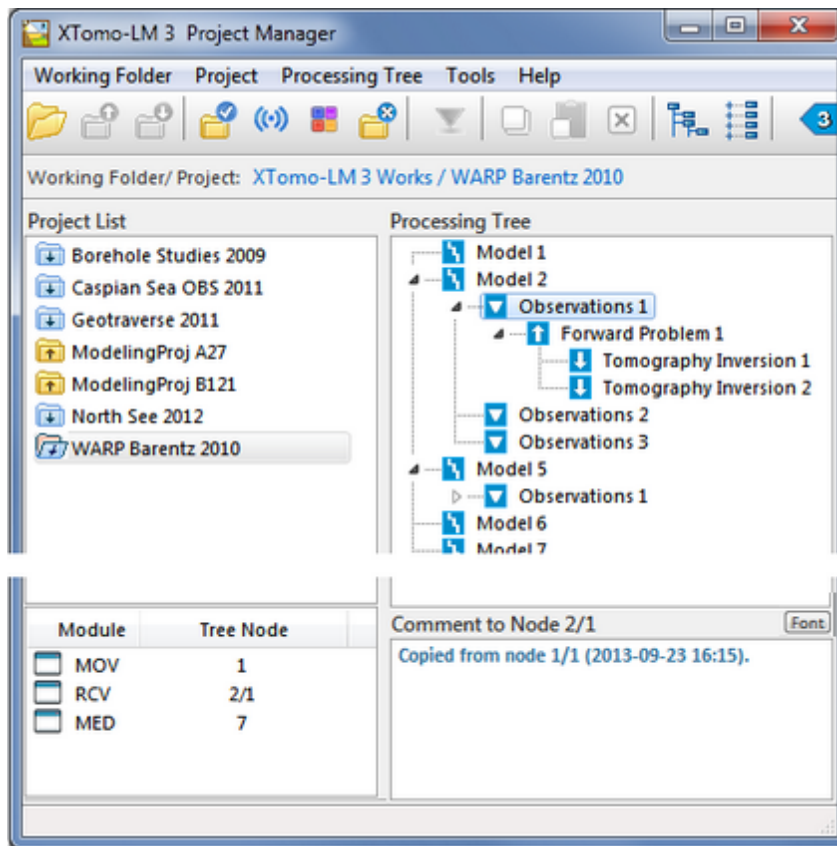 XTomo-LM 3 Project Manager
Working Folder Project Processing Tree Tools Help
3
Working Folder/ Project: XTomo-LM 3 Works / WARP Barentz 2010
Project List
Borehole Studies 2009
Caspian Sea OBS 2011
Geotraverse 2011
ModelingProj A27
ModelingProj B121
North See 2012
WARP Barentz 2010
Processing Tree
Model 1
Model 2
Observations 1
Forward Problem 1
Tomography Inversion 1
Tomography Inversion 2
Observations 2
Observations 3
Model 5
Observations 1
Model 6
Model 7
Module Tree Node
MOV 1
RCV 2/1
MED 7
Comment to Node 2/1 Font
Copied from node 1/1 (2013-09-23 16:15).